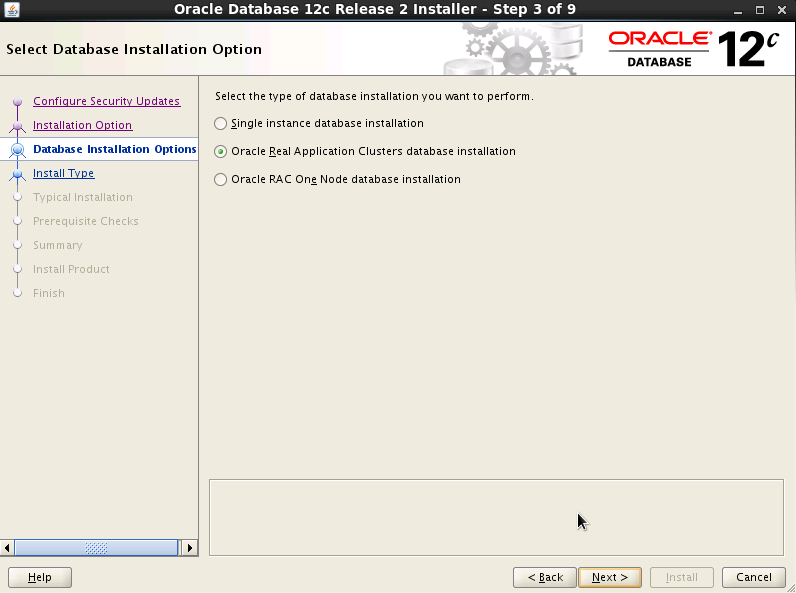 Oracle Database 12c Release 2 Installer - Step 3 of 9
Select Database Installation Option
ORACLE
DATABASE
12c
Configure Security Updates
Installation Option
Database Installation Options
Install Type
Typical Installation
Prerequisite Checks
Summary
Install Product
Finish
Select the type of database installation you want to perform.
Single instance database installation
Oracle Real Application Clusters database installation
Oracle RAC One Node database installation
Help
< Back
Next >
Install
Cancel